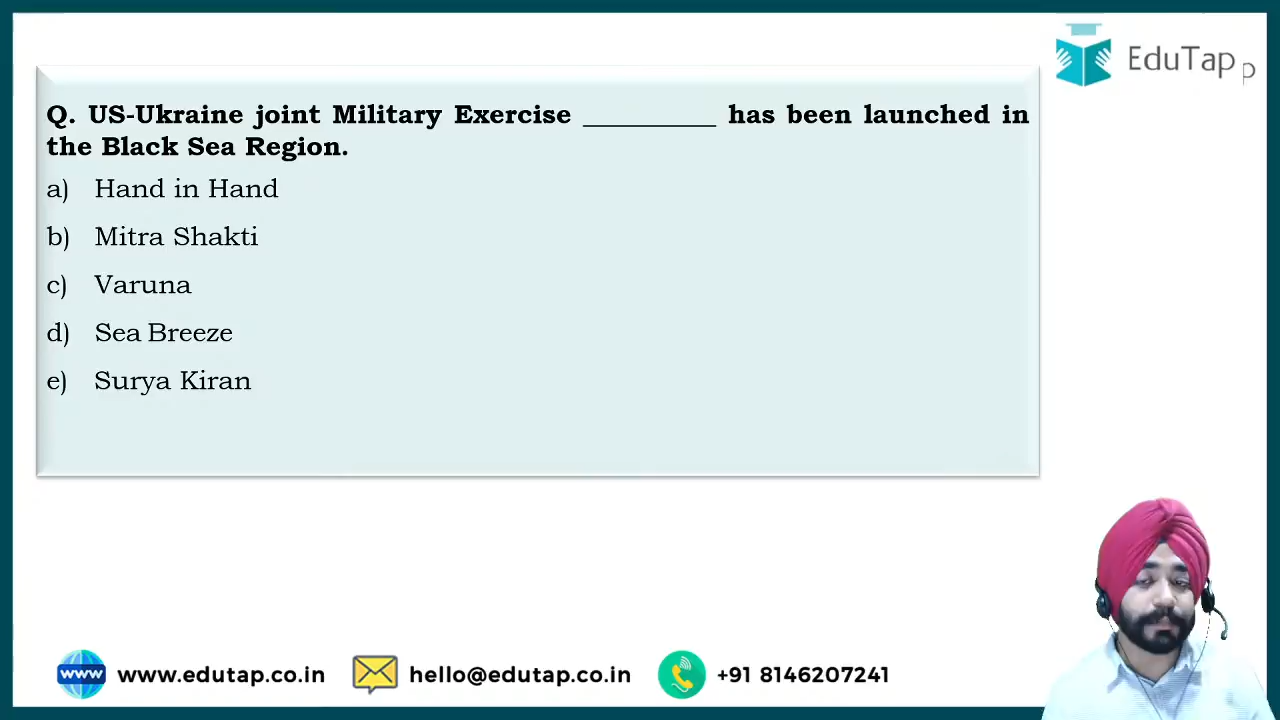 EduTap
p
Q. US-Ukraine joint Military Exercise __________ has been launched in
the Black Sea Region.
a) Hand in Hand
b) Mitra Shakti
c) Varuna
d) Sea Breeze
e) Surya Kiran
www www.edutap.co.in hello@edutap.co.in +91 8146207241